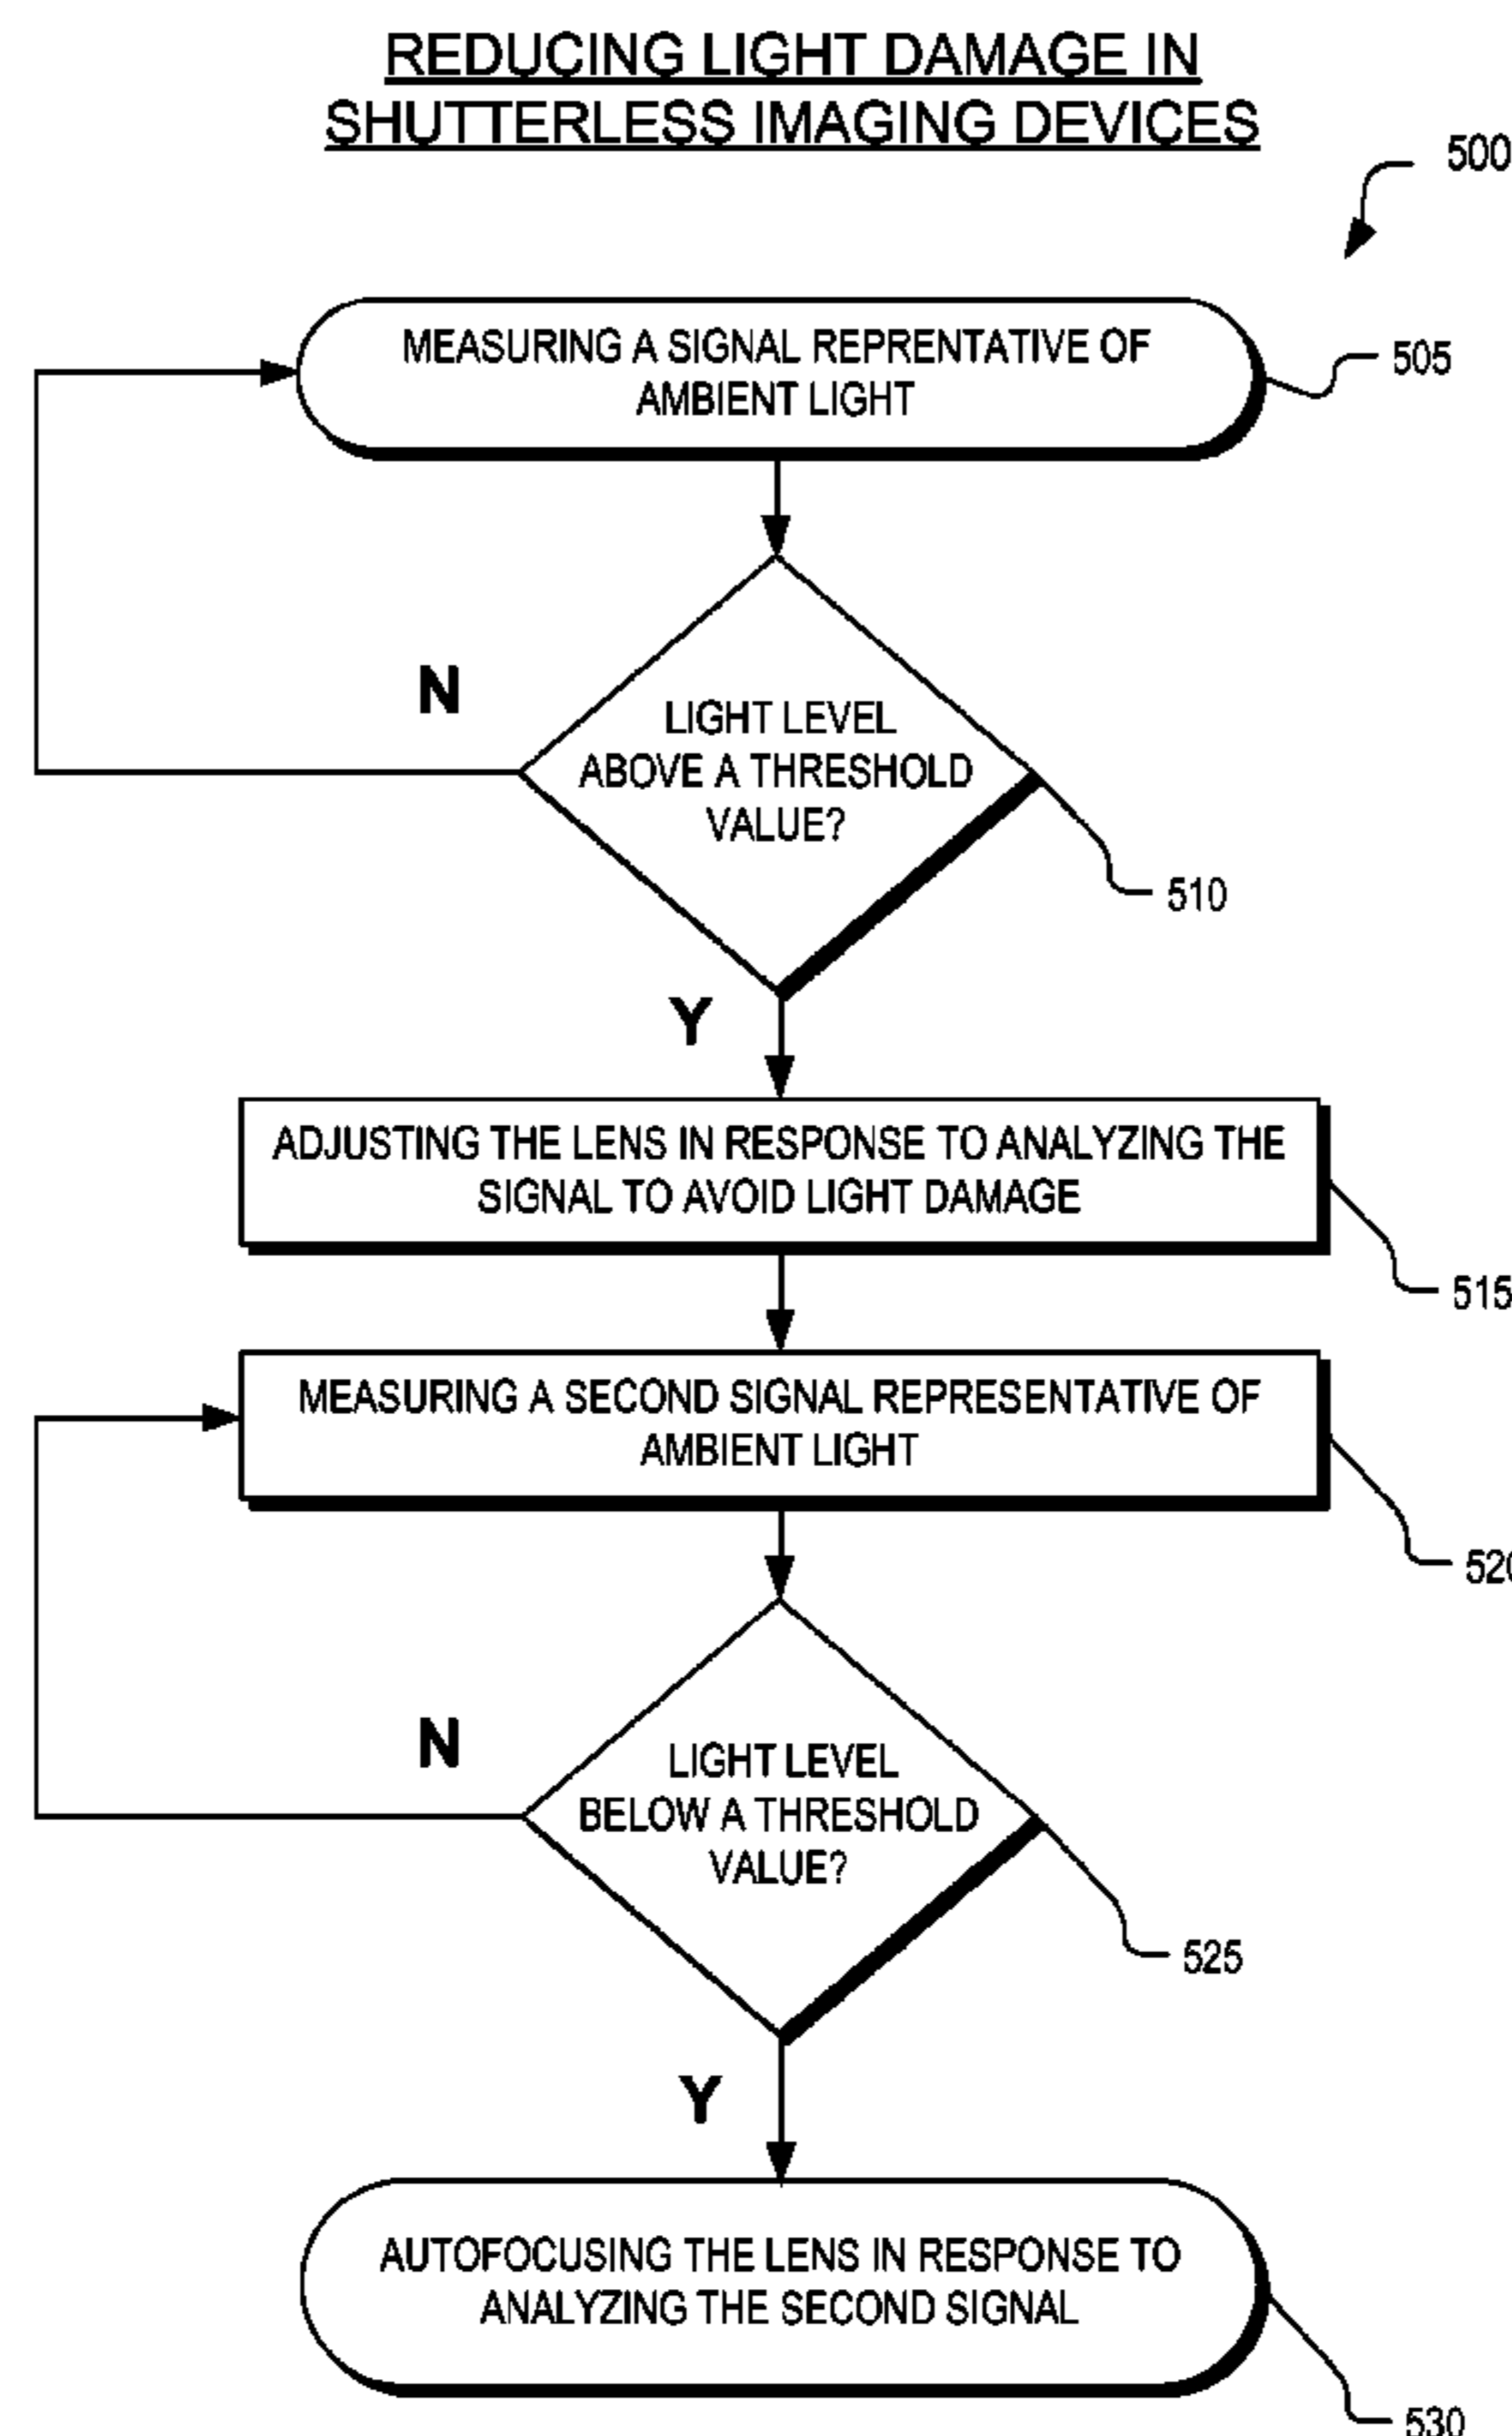 REDUCING LIGHT DAMAGE IN
SHUTTERLESS IMAGING DEVICES
500
MEASURING A SIGNAL REPRENTATIVE OF
AMBIENT LIGHT
505
N
LIGHT LEVEL
ABOVE A THRESHOLD
VALUE?
510
Y
ADJUSTING THE LENS IN RESPONSE TO ANALYZING THE
SIGNAL TO AVOID LIGHT DAMAGE
515
MEASURING A SECOND SIGNAL REPRESENTATIVE OF
AMBIENT LIGHT
520
N
LIGHT LEVEL
BELOW A THRESHOLD
VALUE?
525
Y
AUTOFOCUSING THE LENS IN RESPONSE TO
ANALYZING THE SECOND SIGNAL
530